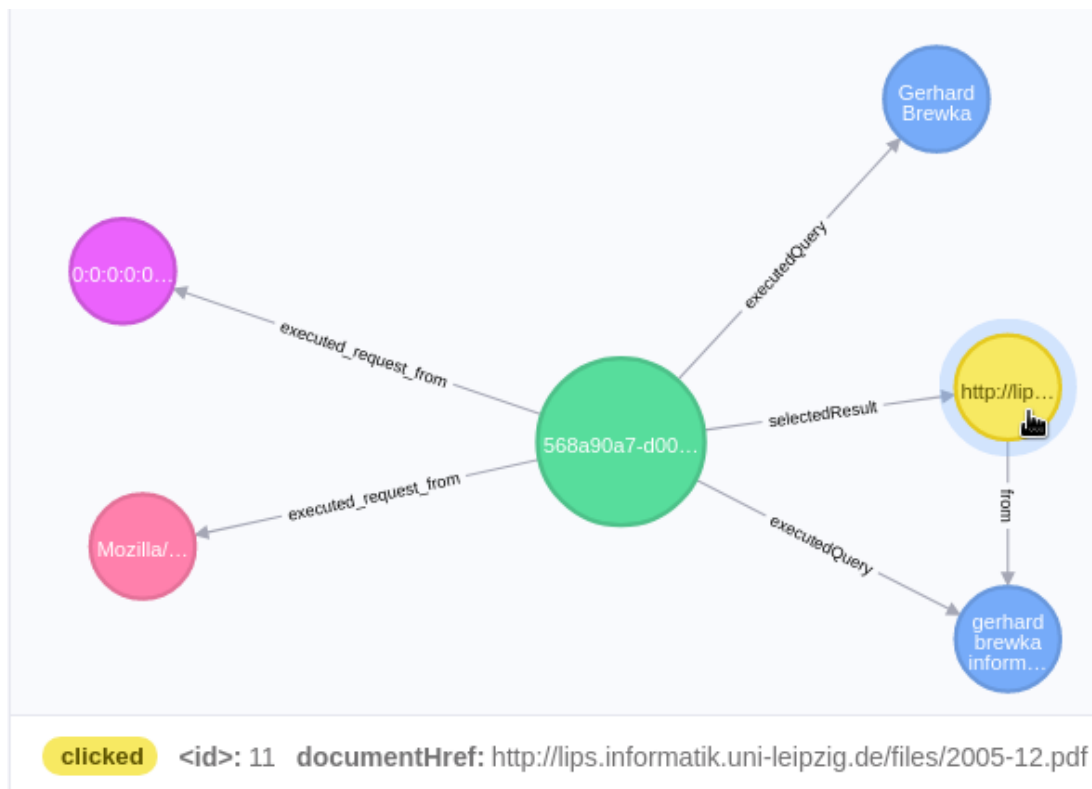 Gerhard
Brewka
executedQuery
0:0:0:0:0…
executed_request_from
http://lip…
selectedResult
568a90a7-d00…
executed_request_from
from
executedQuery
Mozilla/…
gerhard
brewka
inform…
clicked <id>: 11 documentHref: http://lips.informatik.uni-leipzig.de/files/2005-12.pdf